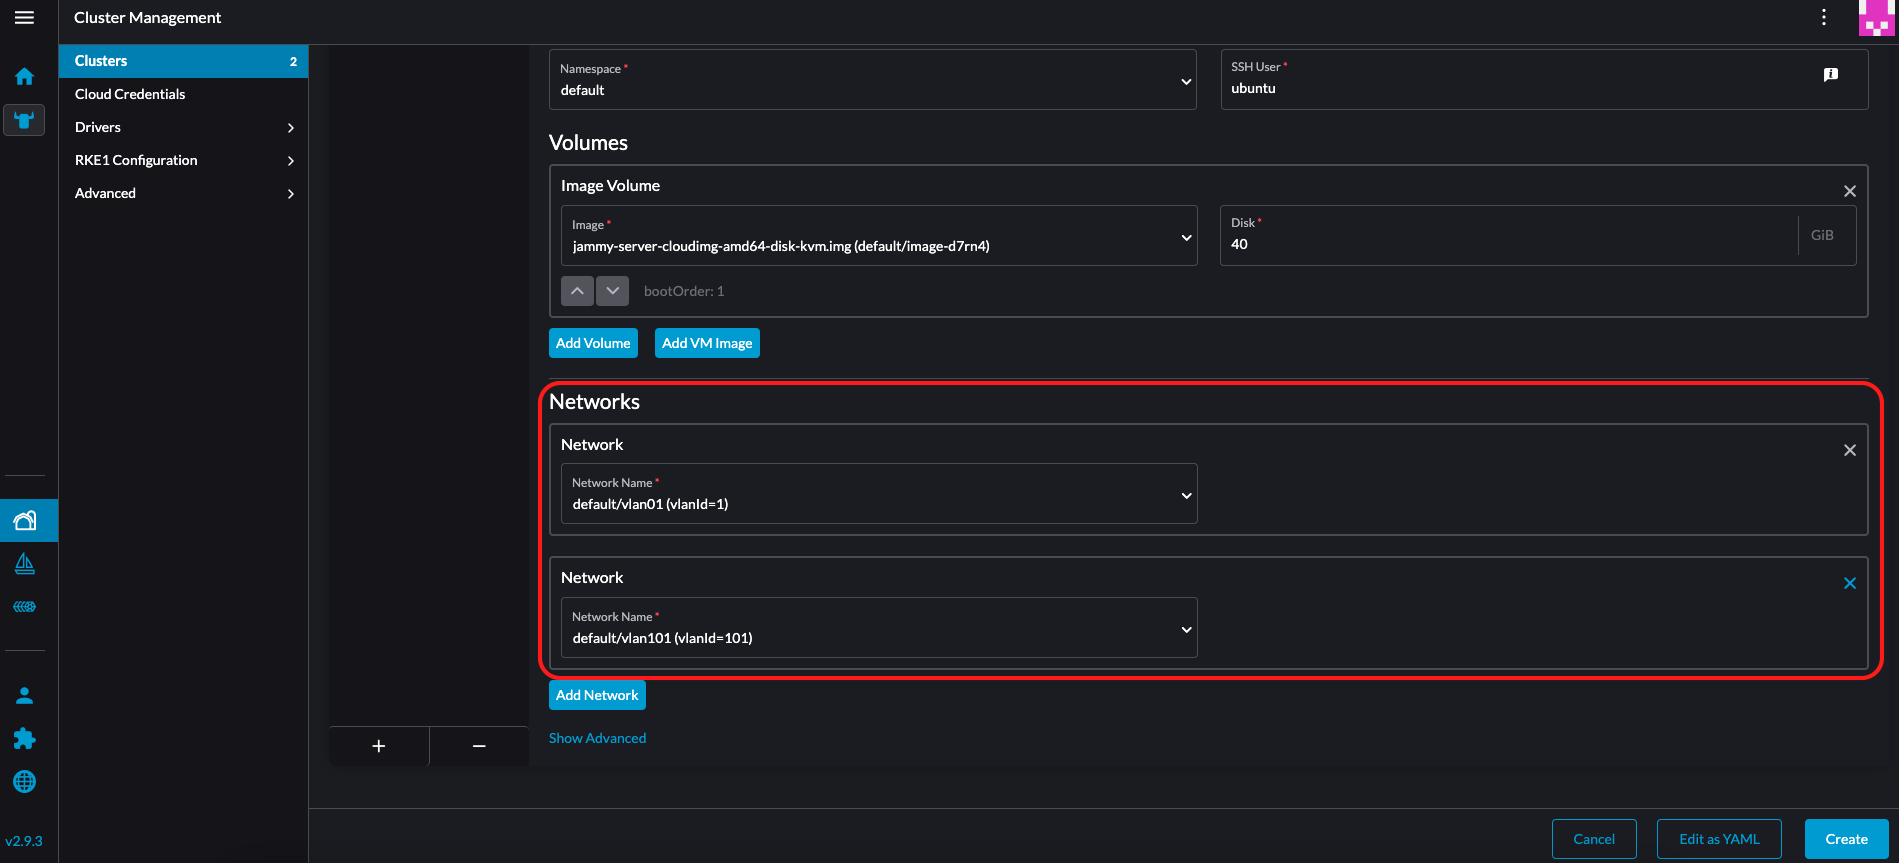 Cluster Management
Clusters 2
Cloud Credentials
Drivers
RKE1 Configuration
Advanced
v2.9.3
Namespace *
default
SSH User *
ubuntu
Volumes
Image Volume
Image *
jammy-server-cloudimg-amd64-disk-kvm.img (default/image-d7rn4)
Disk *
40
GiB
bootOrder: 1
Add Volume
Add VM Image
Networks
Network
Network Name *
default/vlan01 (vlanId=1)
Network
Network Name *
default/vlan101 (vlanId=101)
Add Network
Show Advanced
Cancel
Edit as YAML
Create